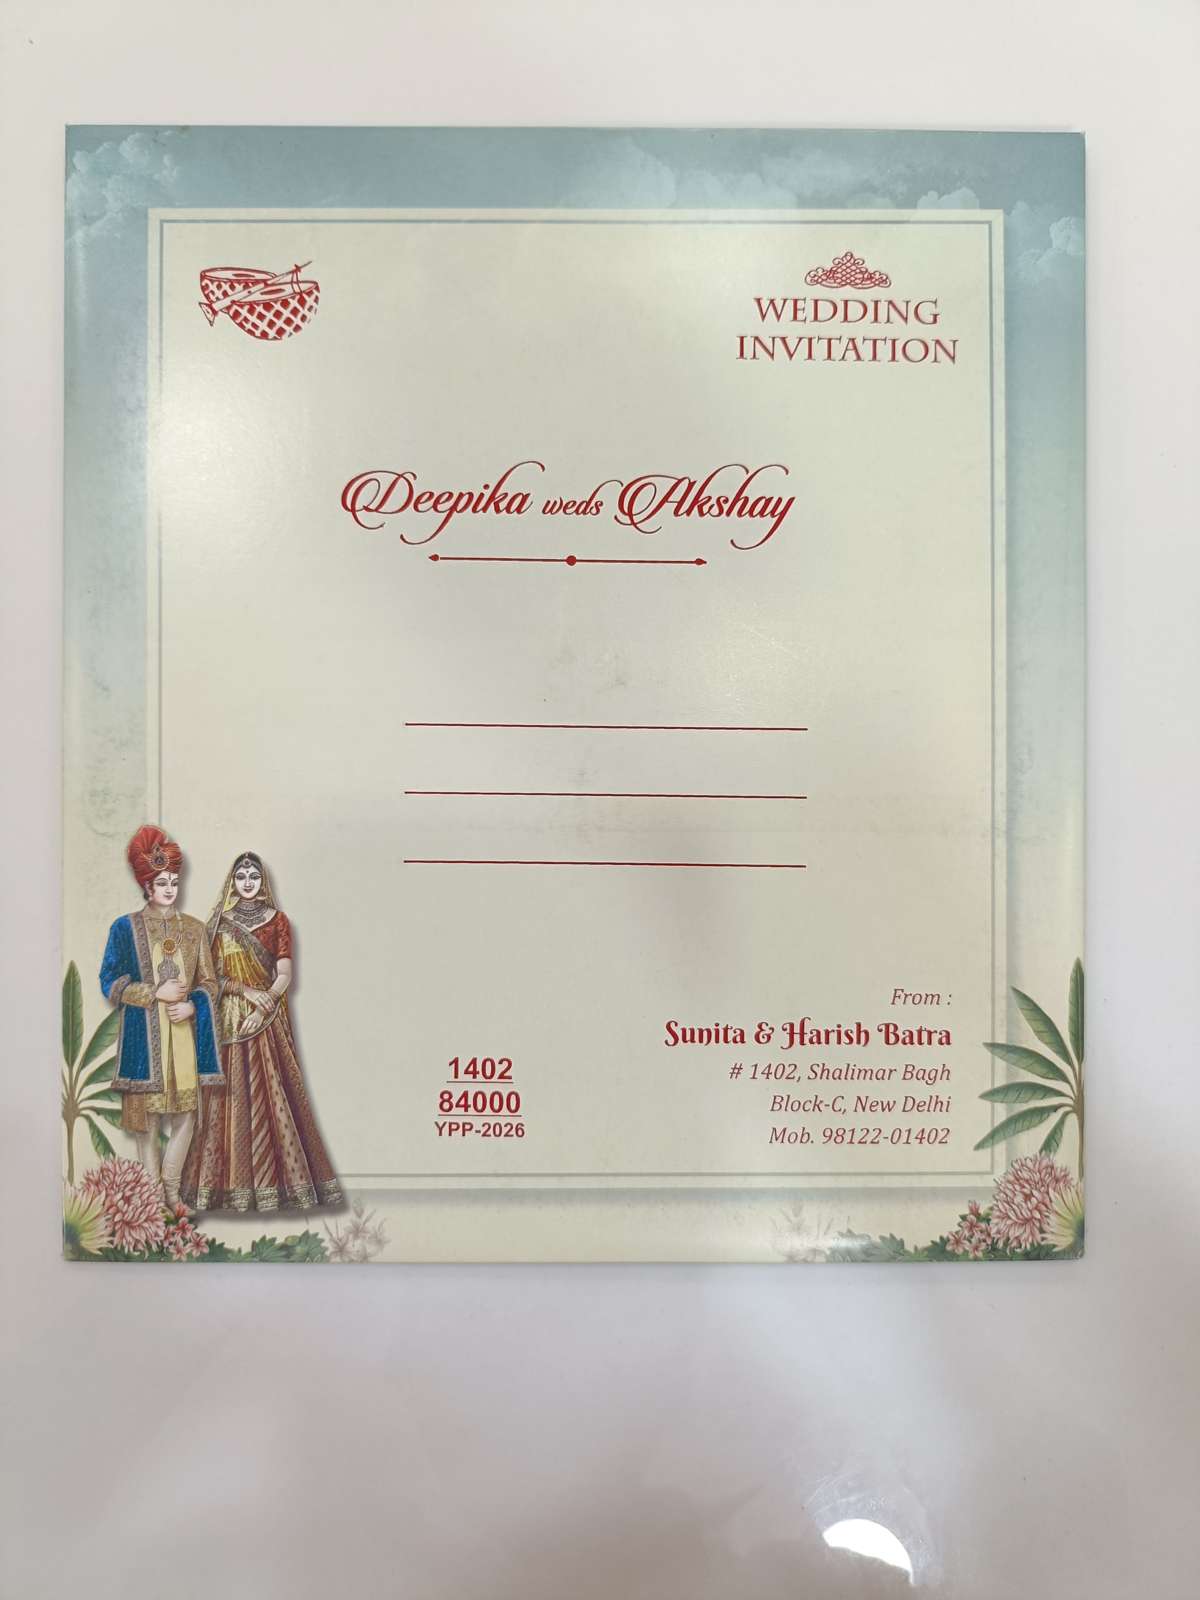 WEDDING
INVITATION
Deepika weds Akshay
From :
Sunita & Harish Batra
# 1402, Shalimar Bagh
Block-C, New Delhi
Mob. 98122-01402
1402
84000
YPP-2026